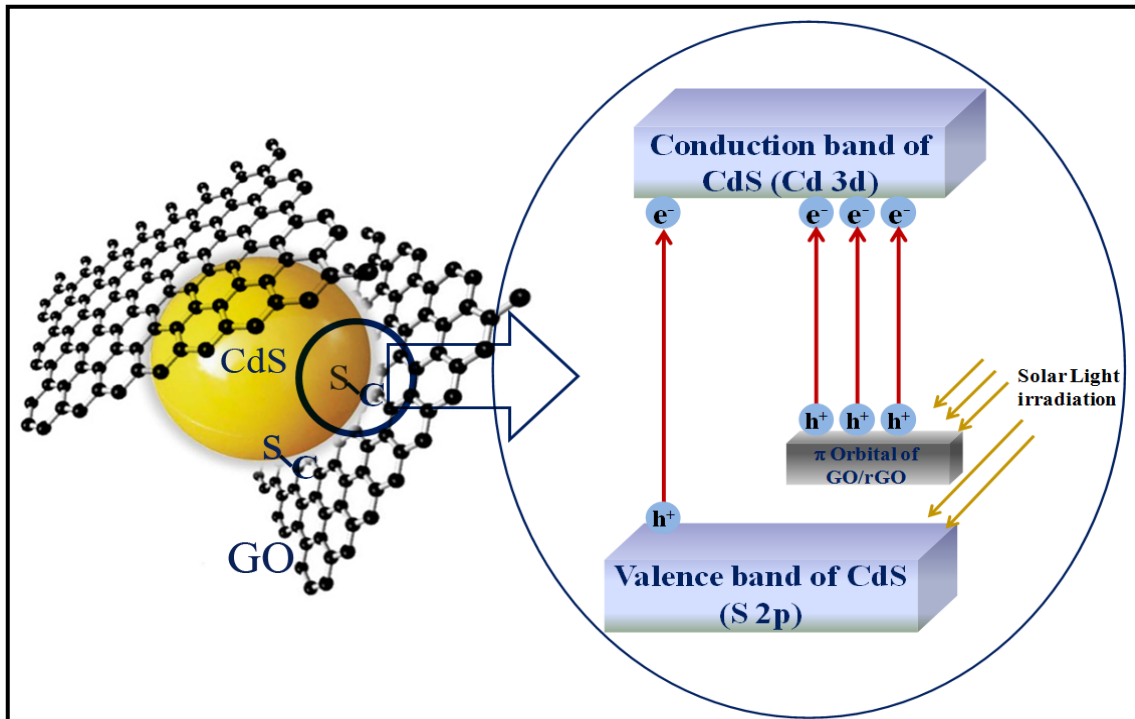 CdS
S
C
S
C
GO
Conduction band of
CdS (Cd 3d)
e⁻
e⁻
e⁻
e⁻
Solar Light
irradiation
h⁺
h⁺
h⁺
π Orbital of
GO/rGO
h⁺
Valence band of CdS
(S 2p)